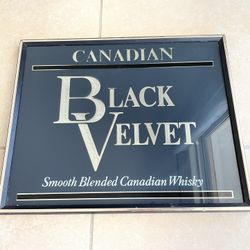 CANADIAN
BLACK
VELVET
Smooth Blended Canadian Whisky